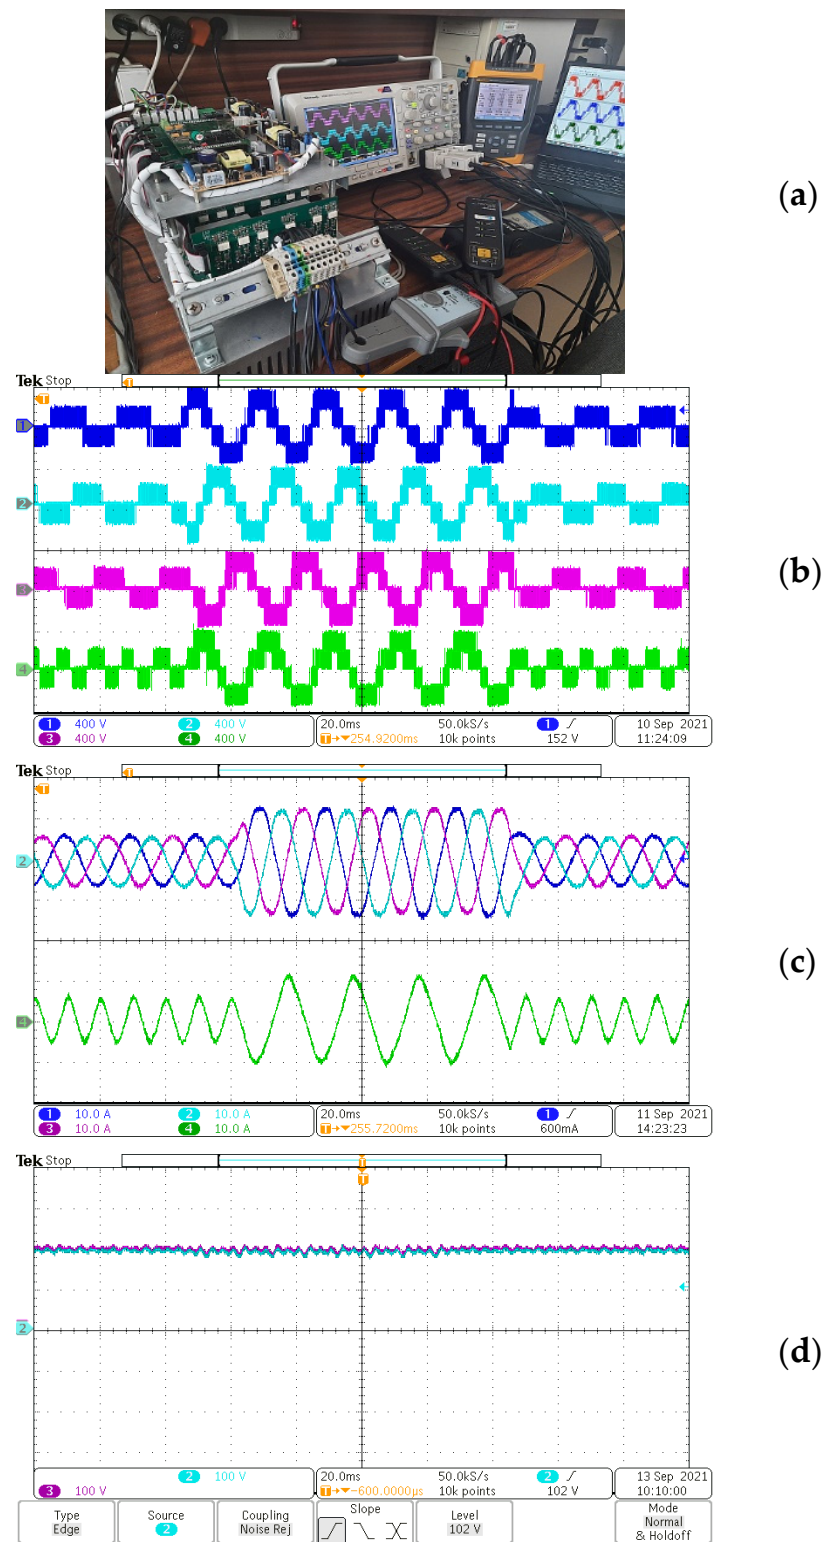 (a)
Tek Stop
T
T
1
2
3
4
(b)
1 400 V 2 400 V
3 400 V 4 400 V
20.0ms 50.0kS/s 1
T→▼254.9200ms 10k points 152 V
10 Sep 2021
11:24:09
Tek Stop
T
T
2
4
(c)
1 10.0 A 2 10.0 A
3 10.0 A 4 10.0 A
20.0ms 50.0kS/s 1
T→▼255.7200ms 10k points 600mA
11 Sep 2021
14:23:23
Tek Stop
T
T
2
(d)
2 100 V
3 100 V
20.0ms 50.0kS/s 2
T→▼-600.0000µs 10k points 102 V
13 Sep 2021
10:10:00
Type
Edge
Source
2
Coupling
Noise Rej
Slope
Level
102 V
Mode
Normal
& Holdoff